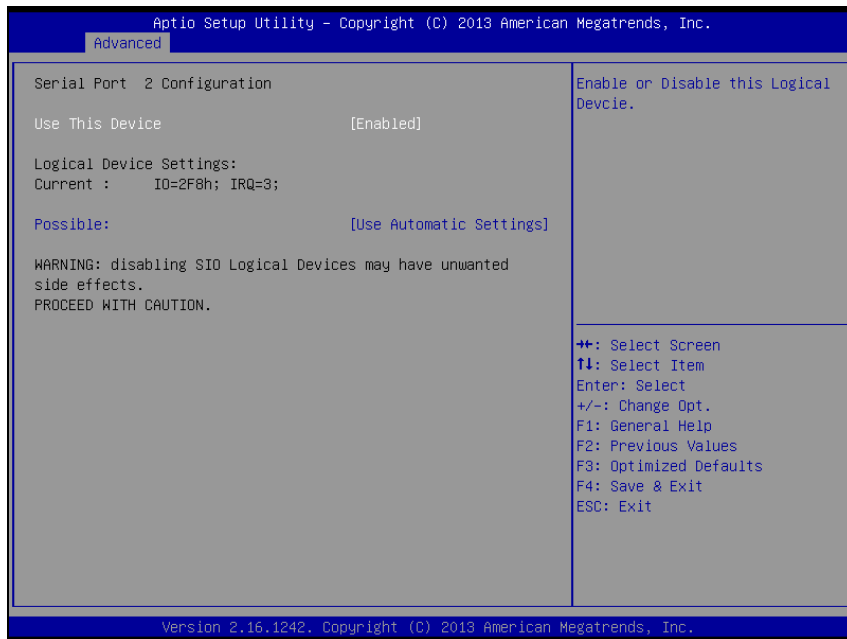 Aptio Setup Utility – Copyright (C) 2013 American Megatrends, Inc.
Advanced
Serial Port 2 Configuration
Use This Device [Enabled]
Logical Device Settings:
Current : IO=2F8h; IRQ=3;
Possible: [Use Automatic Settings]
WARNING: disabling SIO Logical Devices may have unwanted
side effects.
PROCEED WITH CAUTION.
Enable or Disable this Logical
Devcie.
→←: Select Screen
↑↓: Select Item
Enter: Select
+/-: Change Opt.
F1: General Help
F2: Previous Values
F3: Optimized Defaults
F4: Save & Exit
ESC: Exit
Version 2.16.1242. Copyright (C) 2013 American Megatrends, Inc.